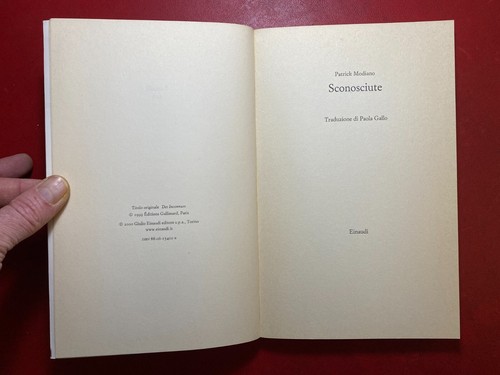 Titolo originale Des Inconnues
© 1999 Éditions Gallimard, Paris
© 2000 Giulio Einaudi editore s.p.a., Torino
www.einaudi.it
Patrick Modiano
Sconosciute
Traduzione di Paola Gallo
Einaudi